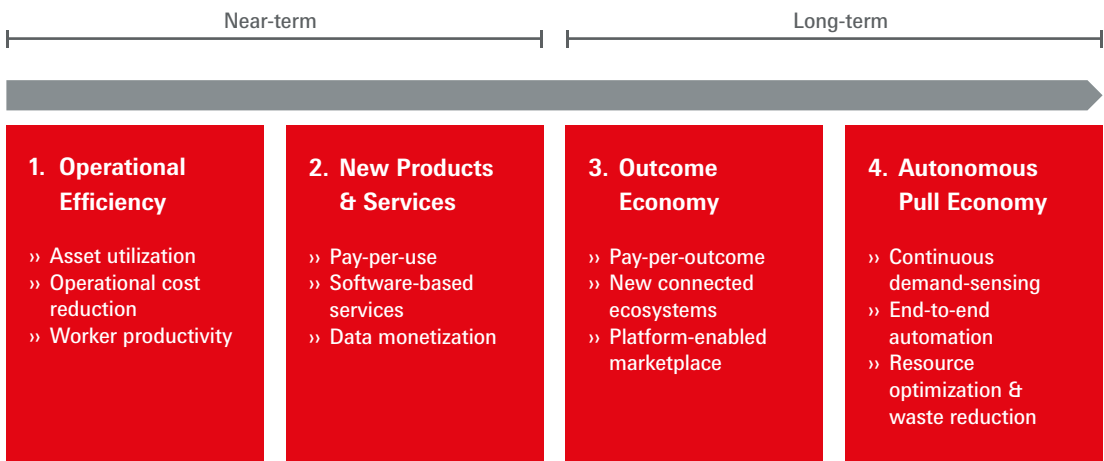 Near-term
Long-term
1. Operational
Efficiency
›› Asset utilization
›› Operational cost
reduction
›› Worker productivity
2. New Products
& Services
›› Pay-per-use
›› Software-based
services
›› Data monetization
3. Outcome
Economy
›› Pay-per-outcome
›› New connected
ecosystems
›› Platform-enabled
marketplace
4. Autonomous
Pull Economy
›› Continuous
demand-sensing
›› End-to-end
automation
›› Resource
optimization &
waste reduction